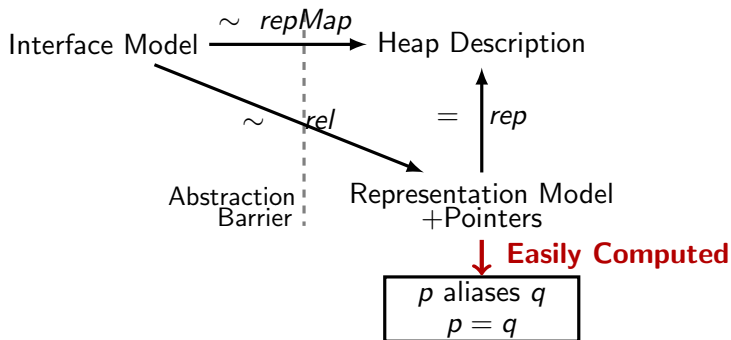 ∼ repMap
Interface Model
Heap Description
∼ rel
= rep
Abstraction
Barrier
Representation Model
+Pointers
Easily Computed
p aliases q
p = q